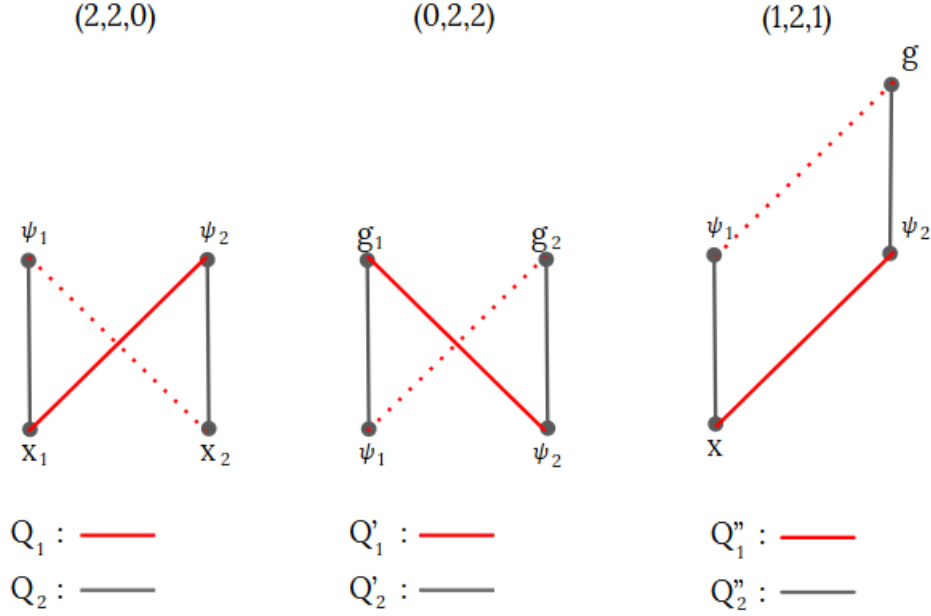 (2,2,0) (0,2,2) (1,2,1)
g
ψ₁ ψ₂ g₁ g₂ ψ₁ ψ₂
x₁ x₂ ψ₁ ψ₂ x
Q₁ : Q'₁ : Q"₁ :
Q₂ : Q'₂ : Q"₂ :